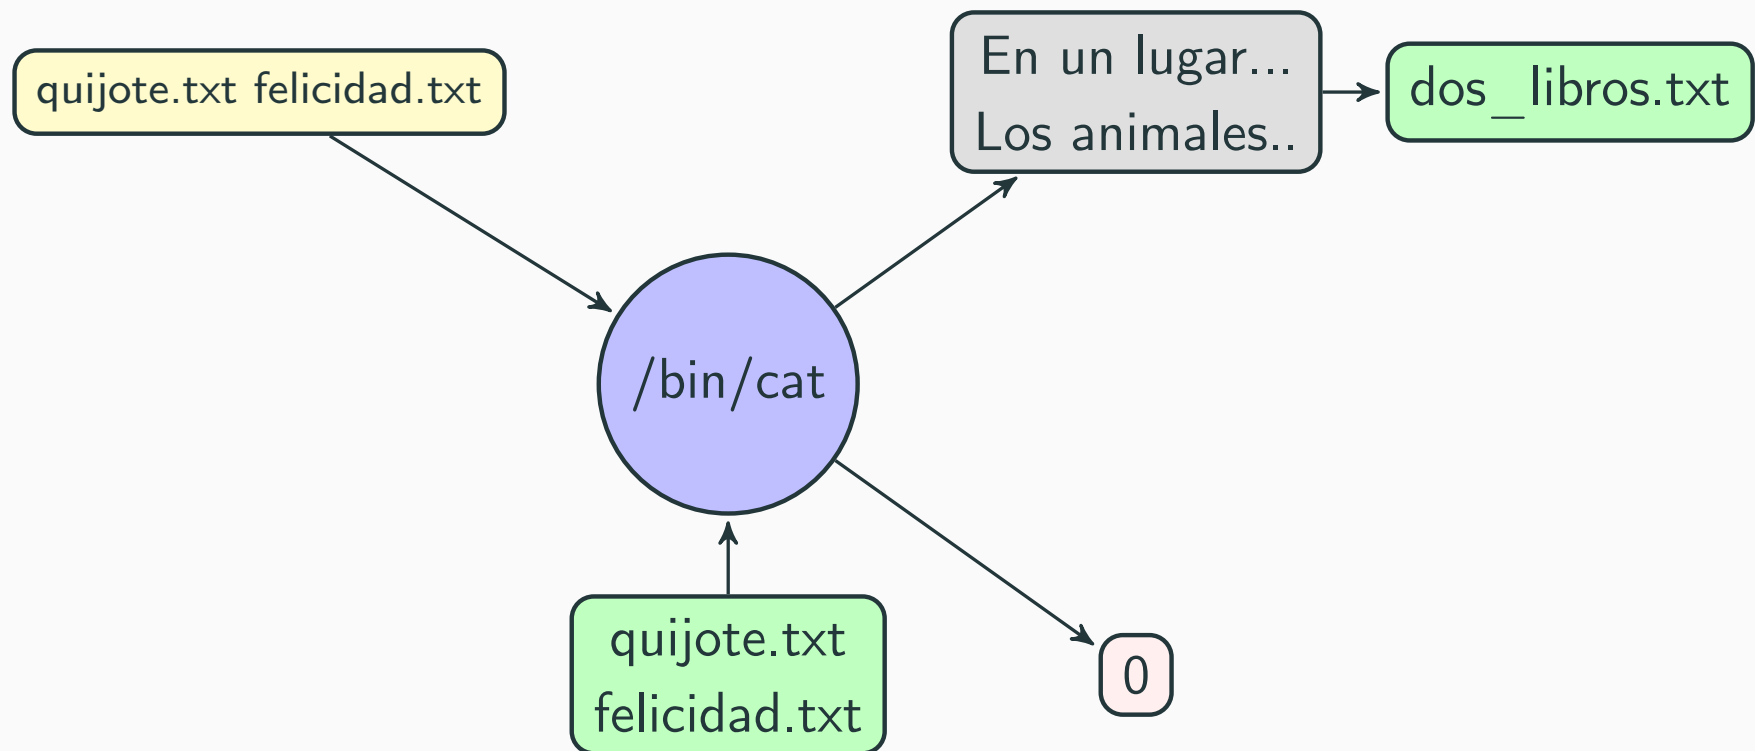 quijote.txt felicidad.txt
En un lugar...
Los animales..
dos_libros.txt
/bin/cat
quijote.txt
felicidad.txt
0